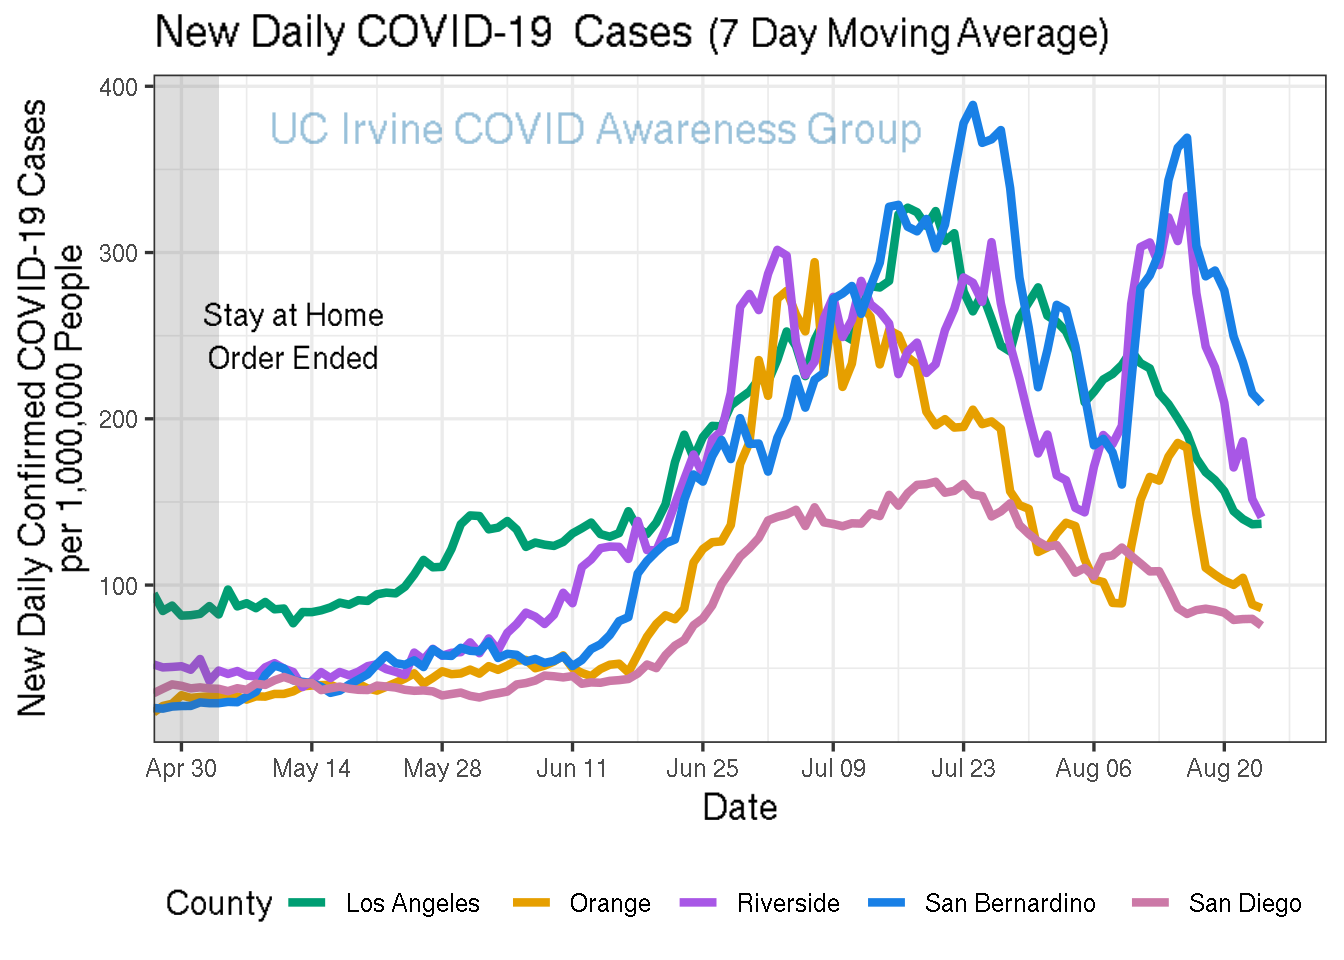 New Daily COVID-19 Cases (7 Day Moving Average)
New Daily Confirmed COVID-19 Cases
per 1,000,000 People
400
300
200
100
UC Irvine COVID Awareness Group
Stay at Home
Order Ended
Apr 30 May 14 May 28 Jun 11 Jun 25 Jul 09 Jul 23 Aug 06 Aug 20
Date
County Los Angeles Orange Riverside San Bernardino San Diego